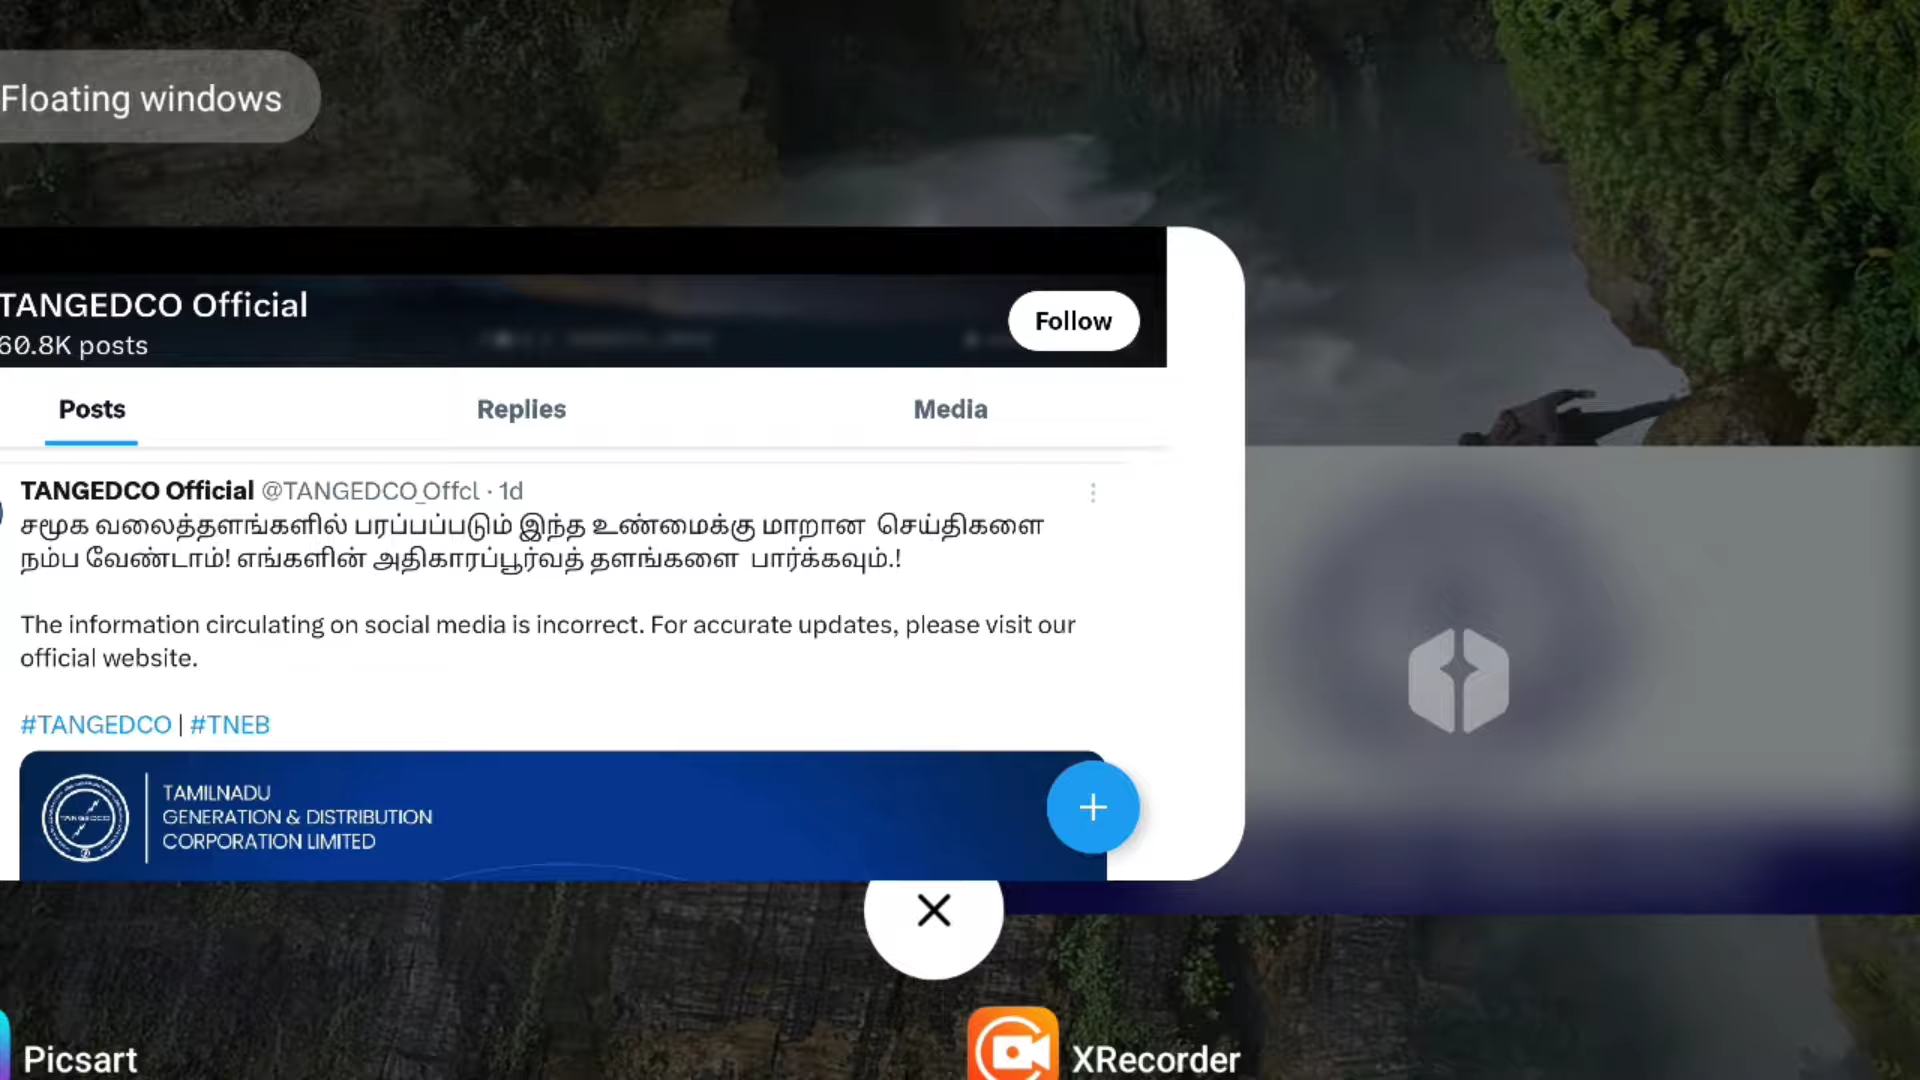 Floating windows
TANGEDCO Official
60.8K posts
Follow
Posts
Replies
Media
TANGEDCO Official @TANGEDCO_Offcl · 1d
சமூக வலைத்தளங்களில் பரப்பப்படும் இந்த உண்மைக்கு மாறான செய்திகளை
நம்ப வேண்டாம்! எங்களின் அதிகாரப்பூர்வத் தளங்களை பார்க்கவும்.!
The information circulating on social media is incorrect. For accurate updates, please visit our
official website.
#TANGEDCO | #TNEB
TANGEDCO
TAMILNADU
GENERATION & DISTRIBUTION
CORPORATION LIMITED
Picsart
XRecorder